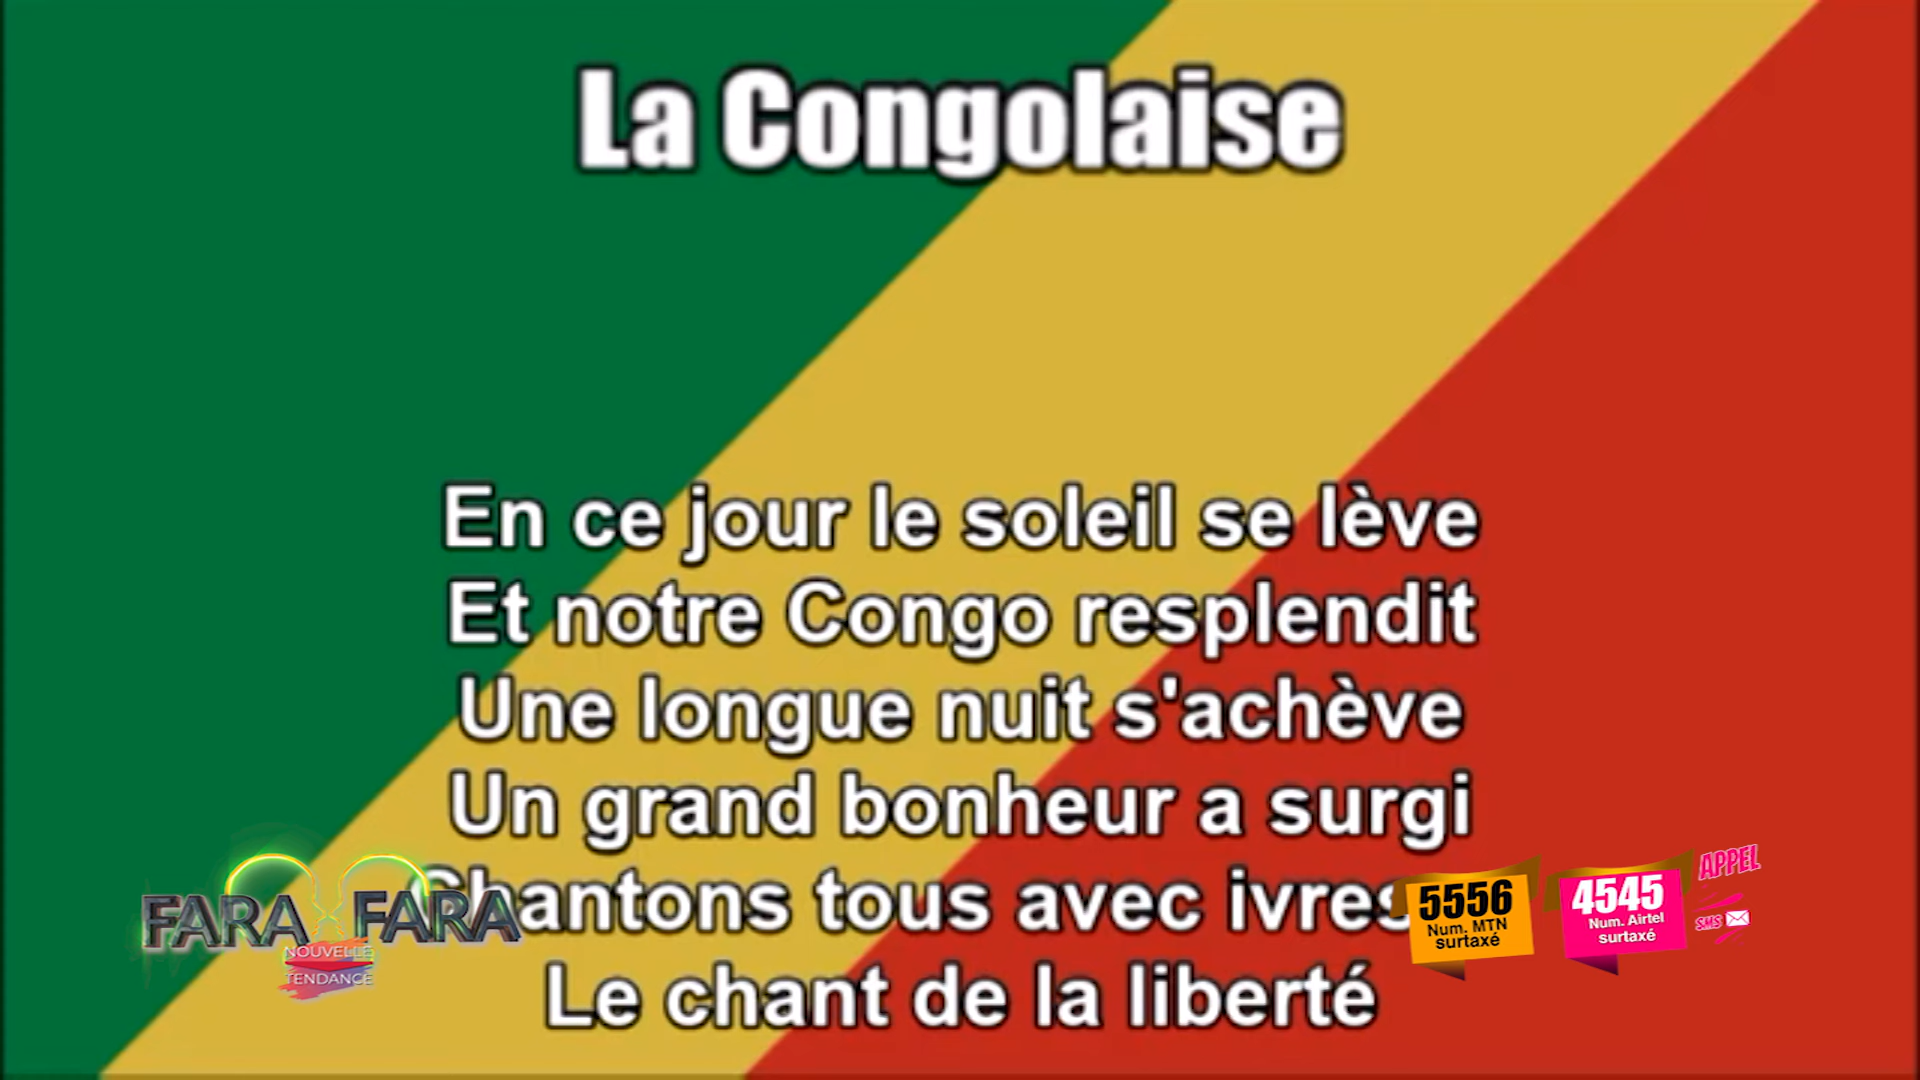 La Congolaise
En ce jour le soleil se lève
Et notre Congo resplendit
Une longue nuit s'achève
Un grand bonheur a surgi
Chantons tous avec ivres
Le chant de la liberté
FARA FARA
NOUVELLE
TENDANCE
5556
Num. MTN
surtaxé
4545
Num. Airtel
surtaxé
APPEL
SMS